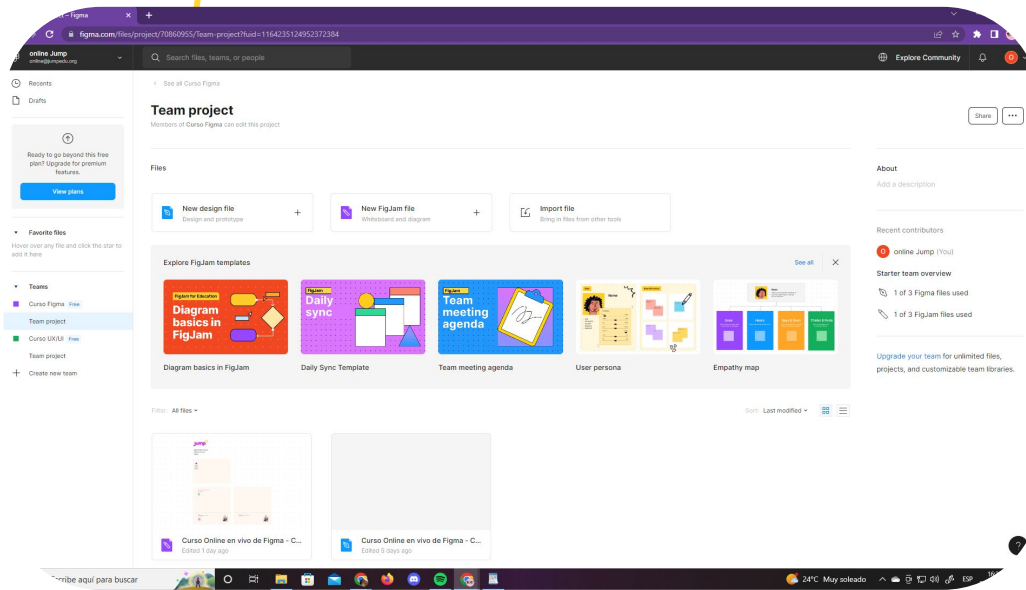 – Figma
figma.com/files/project/70860955/Team-project?fuid=1164235124952372384
online Jump
online@jumpedu.org
Search files, teams, or people
Explore Community
O
Recents
Drafts
Ready to go beyond this free
plan? Upgrade for premium
features.
View plans
Favorite files
Hover over any file and click the star to
add it here
Teams
Curso Figma Free
Team project
Curso UX/UI Free
Team project
Create new team
See all Curso Figma
Team project
Members of Curso Figma can edit this project
Share
Files
New design file
Design and prototype
New FigJam file
Whiteboard and diagram
Import file
Bring in files from other tools
Explore FigJam templates
See all
FigJam for Education
Diagram
basics in
FigJam
FigJam
Daily
sync
FigJam
Team
meeting
agenda
Diagram basics in FigJam
Daily Sync Template
Team meeting agenda
User persona
Empathy map
Filter: All files
Sort: Last modified
jump
Curso Online en vivo de Figma - C...
Edited 1 day ago
Curso Online en vivo de Figma - C...
Edited 5 days ago
About
Add a description
Recent contributors
O online Jump (You)
Starter team overview
1 of 3 Figma files used
1 of 3 FigJam files used
Upgrade your team for unlimited files,
projects, and customizable team libraries.
?
aquí para buscar
24°C Muy soleado
ESP